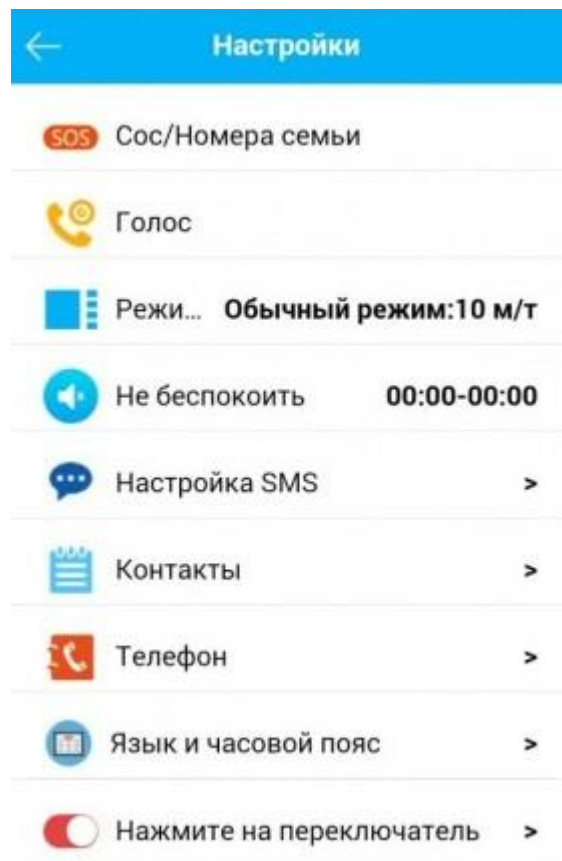 Настройки
SOS Сос/Номера семьи
Голос
Режи... Обычный режим:10 м/т
Не беспокоить 00:00-00:00
Настройка SMS >
Контакты >
Телефон >
Язык и часовой пояс >
Нажмите на переключатель >